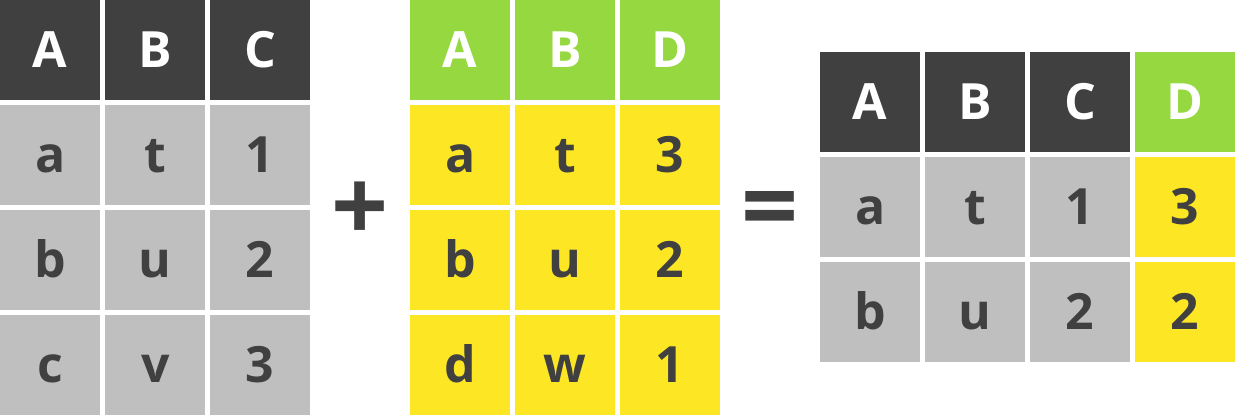 A B C
a t 1
b u 2
c v 3
+
A B D
a t 3
b u 2
d w 1
=
A B C D
a t 1 3
b u 2 2